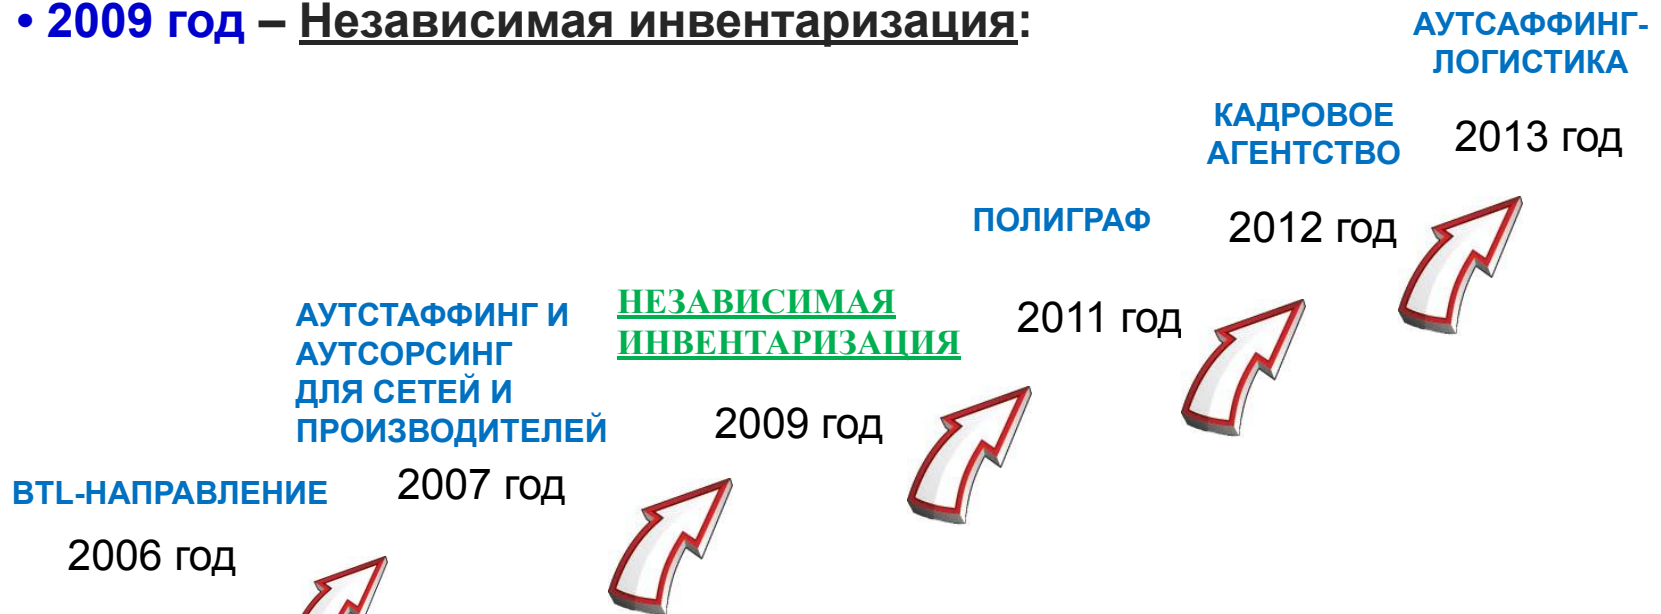 • 2009 год – Независимая инвентаризация:
АУТСАФФИНГ-
ЛОГИСТИКА
2013 год
КАДРОВОЕ
АГЕНТСТВО
2012 год
ПОЛИГРАФ
2011 год
НЕЗАВИСИМАЯ
ИНВЕНТАРИЗАЦИЯ
2009 год
АУТСТАФФИНГ И
АУТСОРСИНГ
ДЛЯ СЕТЕЙ И
ПРОИЗВОДИТЕЛЕЙ
2007 год
BTL-НАПРАВЛЕНИЕ
2006 год